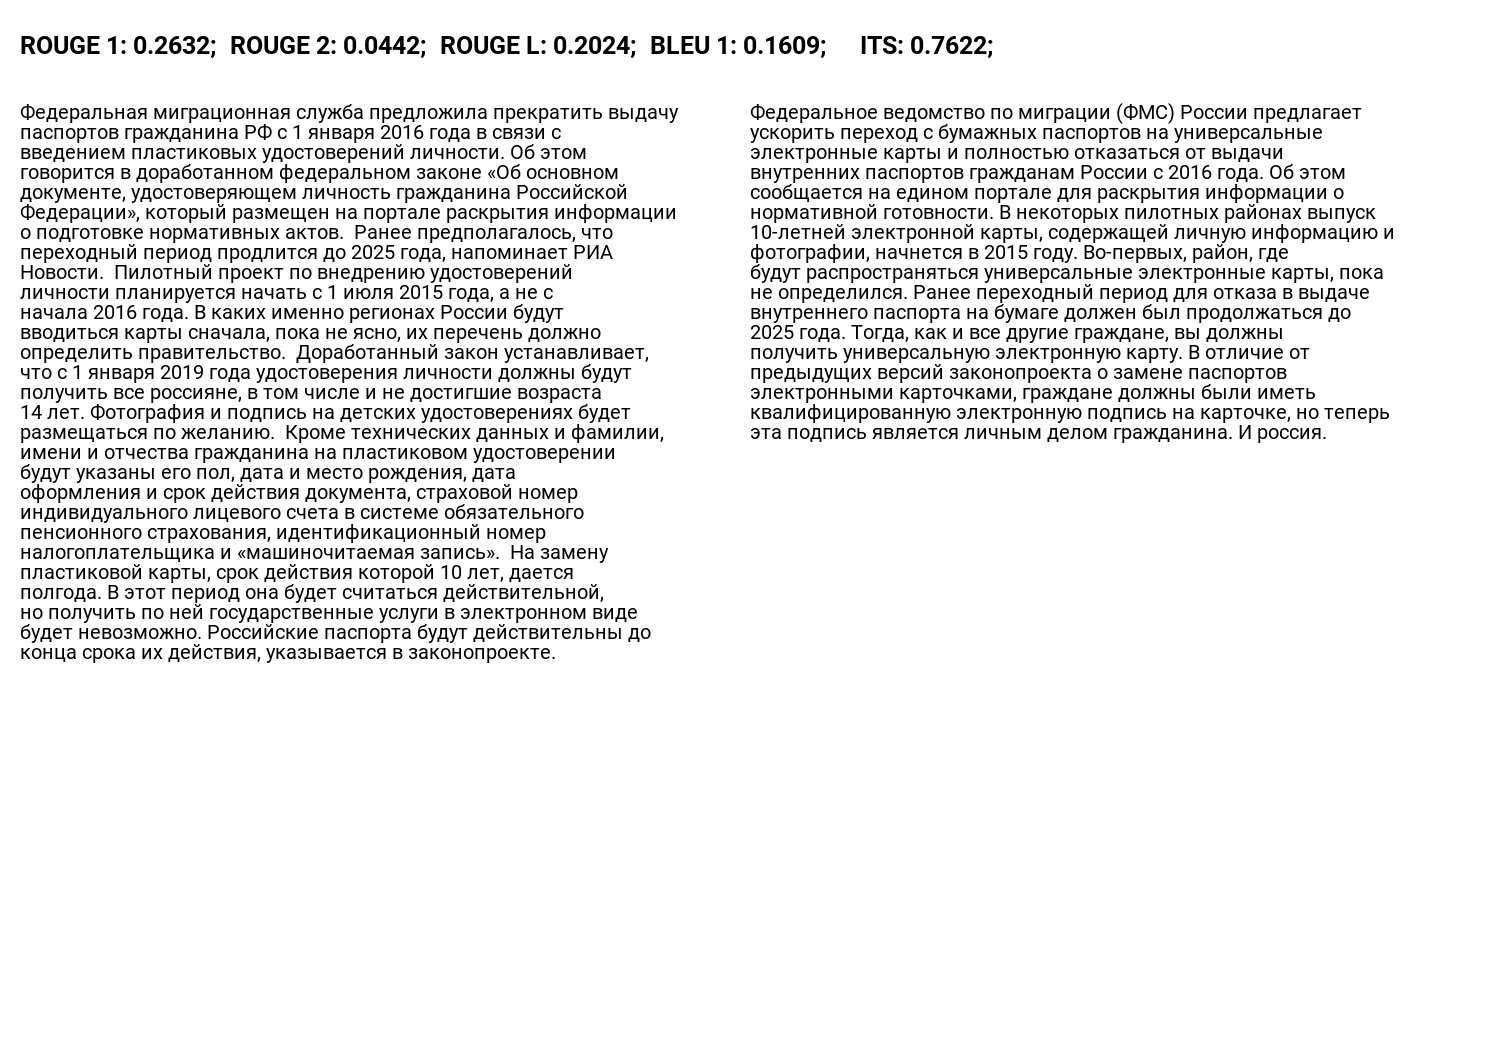 ROUGE 1: 0.2632;  ROUGE 2: 0.0442;  ROUGE L: 0.2024;  BLEU 1: 0.1609;     ITS: 0.7622;
Федеральная миграционная служба предложила прекратить выдачу
паспортов гражданина РФ с 1 января 2016 года в связи с
введением пластиковых удостоверений личности. Об этом
говорится в доработанном федеральном законе «Об основном
документе, удостоверяющем личность гражданина Российской
Федерации», который размещен на портале раскрытия информации
о подготовке нормативных актов.  Ранее предполагалось, что
переходный период продлится до 2025 года, напоминает РИА
Новости.  Пилотный проект по внедрению удостоверений
личности планируется начать с 1 июля 2015 года, а не с
начала 2016 года. В каких именно регионах России будут
вводиться карты сначала, пока не ясно, их перечень должно
определить правительство.  Доработанный закон устанавливает,
что с 1 января 2019 года удостоверения личности должны будут
получить все россияне, в том числе и не достигшие возраста
14 лет. Фотография и подпись на детских удостоверениях будет
размещаться по желанию.  Кроме технических данных и фамилии,
имени и отчества гражданина на пластиковом удостоверении
будут указаны его пол, дата и место рождения, дата
оформления и срок действия документа, страховой номер
индивидуального лицевого счета в системе обязательного
пенсионного страхования, идентификационный номер
налогоплательщика и «машиночитаемая запись».  На замену
пластиковой карты, срок действия которой 10 лет, дается
полгода. В этот период она будет считаться действительной,
но получить по ней государственные услуги в электронном виде
будет невозможно. Российские паспорта будут действительны до
конца срока их действия, указывается в законопроекте.
Федеральное ведомство по миграции (ФМС) России предлагает
ускорить переход с бумажных паспортов на универсальные
электронные карты и полностью отказаться от выдачи
внутренних паспортов гражданам России с 2016 года. Об этом
сообщается на едином портале для раскрытия информации о
нормативной готовности. В некоторых пилотных районах выпуск
10-летней электронной карты, содержащей личную информацию и
фотографии, начнется в 2015 году. Во-первых, район, где
будут распространяться универсальные электронные карты, пока
не определился. Ранее переходный период для отказа в выдаче
внутреннего паспорта на бумаге должен был продолжаться до
2025 года. Тогда, как и все другие граждане, вы должны
получить универсальную электронную карту. В отличие от
предыдущих версий законопроекта о замене паспортов
электронными карточками, граждане должны были иметь
квалифицированную электронную подпись на карточке, но теперь
эта подпись является личным делом гражданина. И россия.